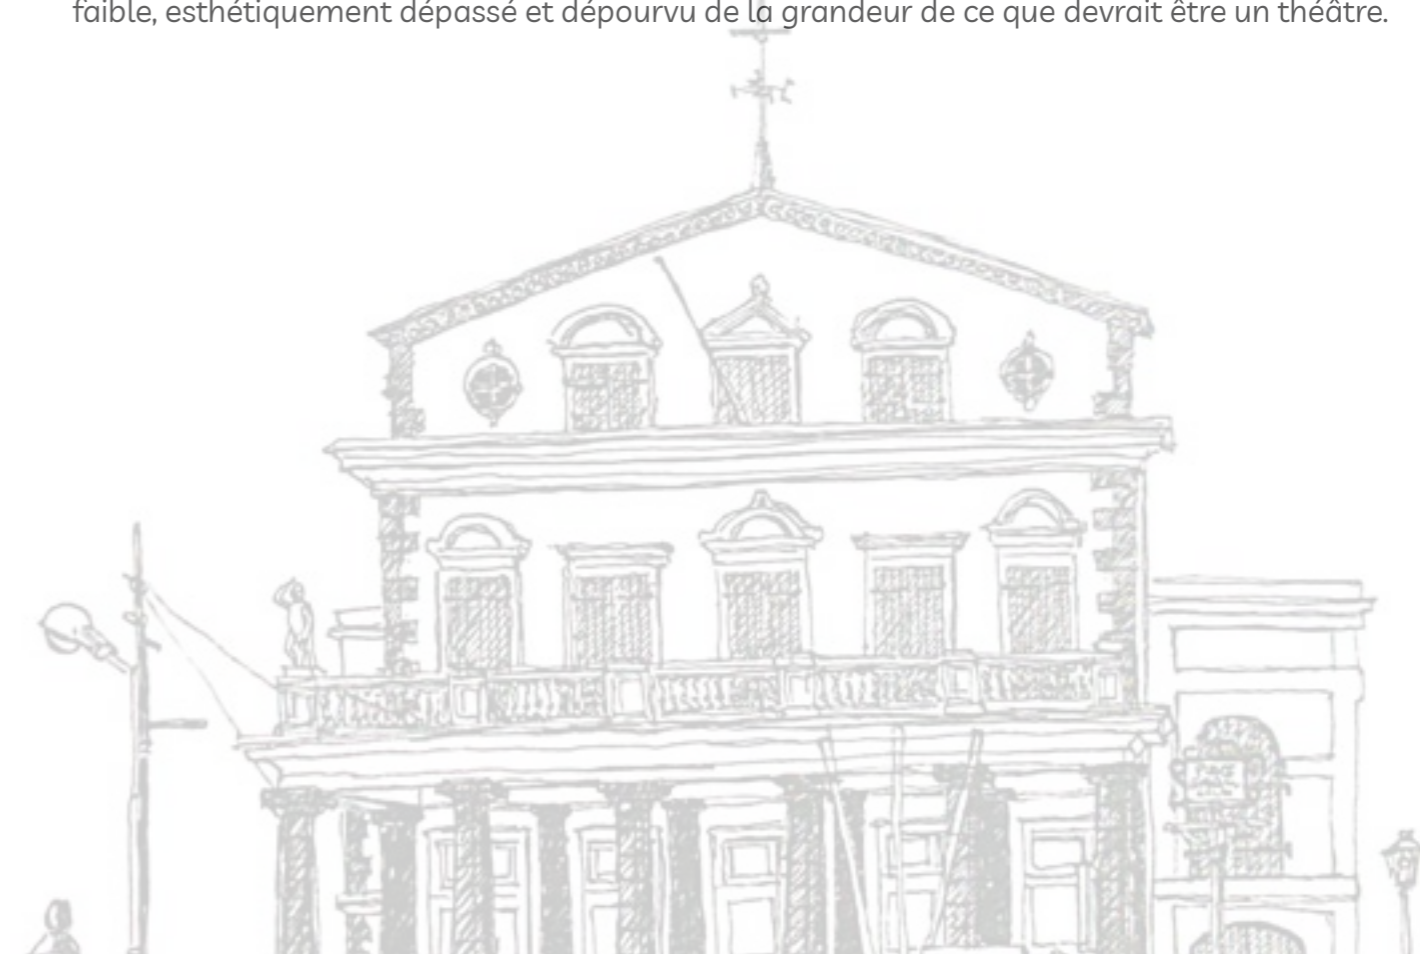 faible, esthétiquement dépassé et dépourvu de la grandeur de ce que devrait être un théâtre.